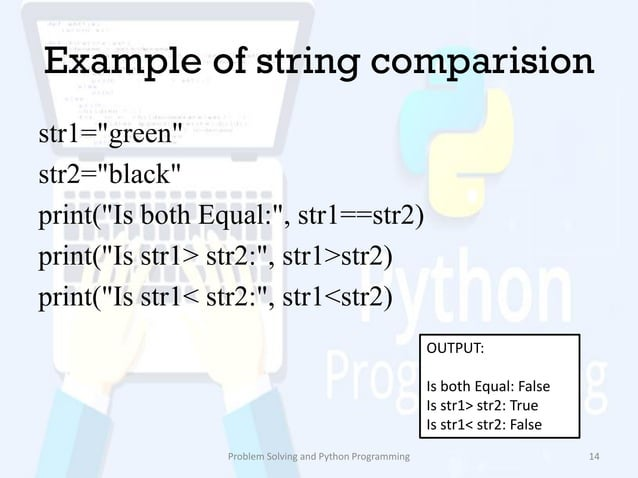 Example of string comparision
str1="green"
str2="black"
print("Is both Equal:", str1==str2)
print("Is str1> str2:", str1>str2)
print("Is str1< str2:", str1<str2)
Python
Programming
OUTPUT:
Is both Equal: False
Is str1> str2: True
Is str1< str2: False
Problem Solving and Python Programming
14